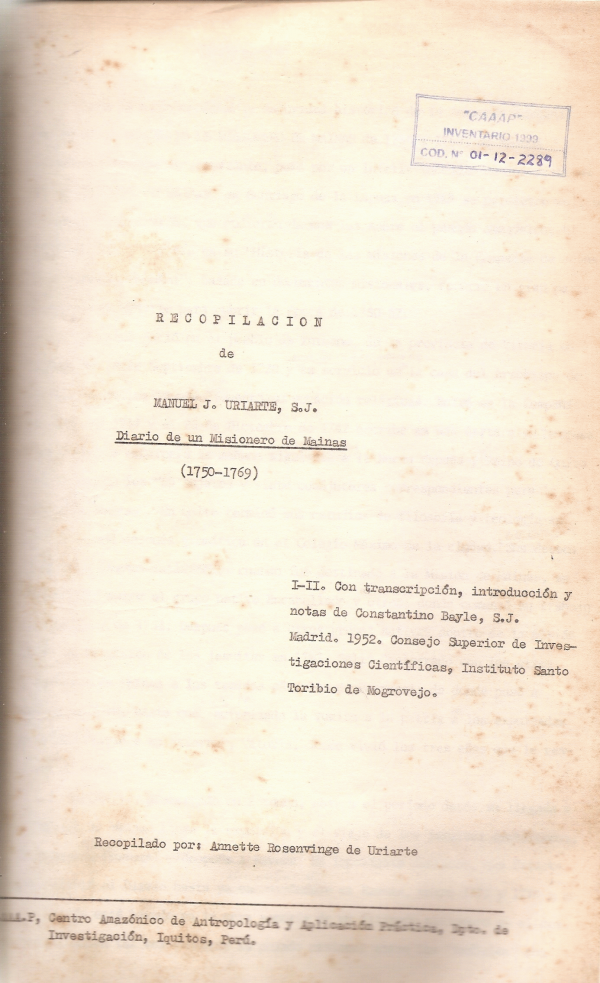 "CAAAP"
INVENTARIO 1999
COD. N° 01-12-2289
RECOPILACION
de
MANUEL J. URIARTE, S.J.
Diario de un Misionero de Mainas
(1750-1769)
I-II. Con transcripción, introducción y
notas de Constantino Bayle, S.J.
Madrid. 1952. Consejo Superior de Inves-
tigaciones Científicas, Instituto Santo
Toribio de Mogrovejo.
Recopilado por: Annette Rosenvinge de Uriarte
Centro Amazónico de Antropología y Aplicación Práctica, Dpto. de
Investigación, Iquitos, Perú.